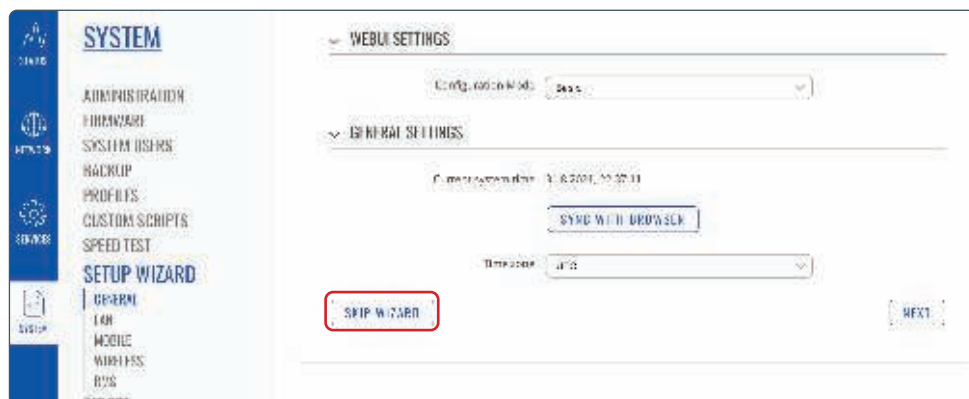 STATUS
NETWORK
SERVICES
SYSTEM
SYSTEM
ADMINISTRATION
FIRMWARE
SYSTEM USERS
BACKUP
PROFILES
CUSTOM SCRIPTS
SPEED TEST
SETUP WIZARD
GENERAL
LAN
MOBILE
WIRELESS
RMS
WEBUI SETTINGS
Configuration Mode Basic
GENERAL SETTINGS
Current system time
SYNC WITH BROWSER
Time zone UTC
SKIP WIZARD
NEXT